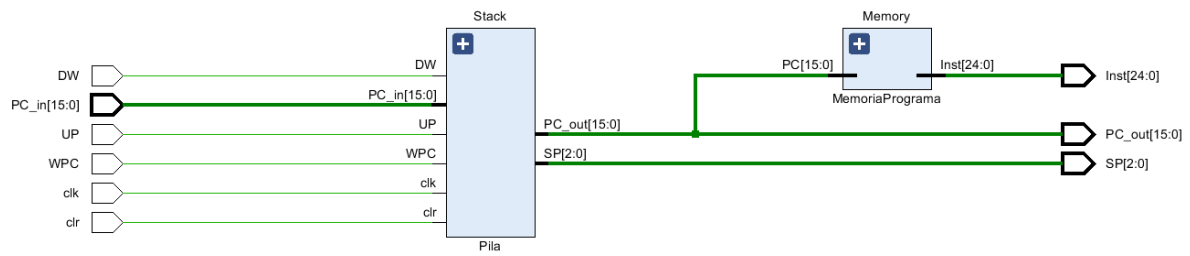 Stack
Memory
DW
DW
PC[15:0]
Inst[24:0]
Inst[24:0]
PC_in[15:0]
PC_in[15:0]
MemoriaPrograma
UP
UP
PC_out[15:0]
PC_out[15:0]
WPC
WPC
SP[2:0]
SP[2:0]
clk
clk
clr
clr
Pila